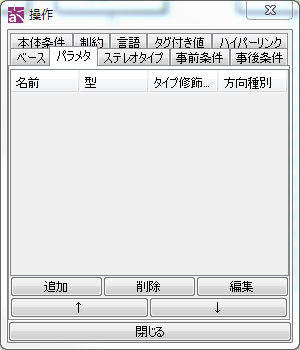 操作
本体条件 制約 言語 タグ付き値 ハイパーリンク
ベース パラメタ ステレオタイプ 事前条件 事後条件
名前 型 タイプ修飾... 方向種別
追加 削除 編集
↑ ↓
閉じる